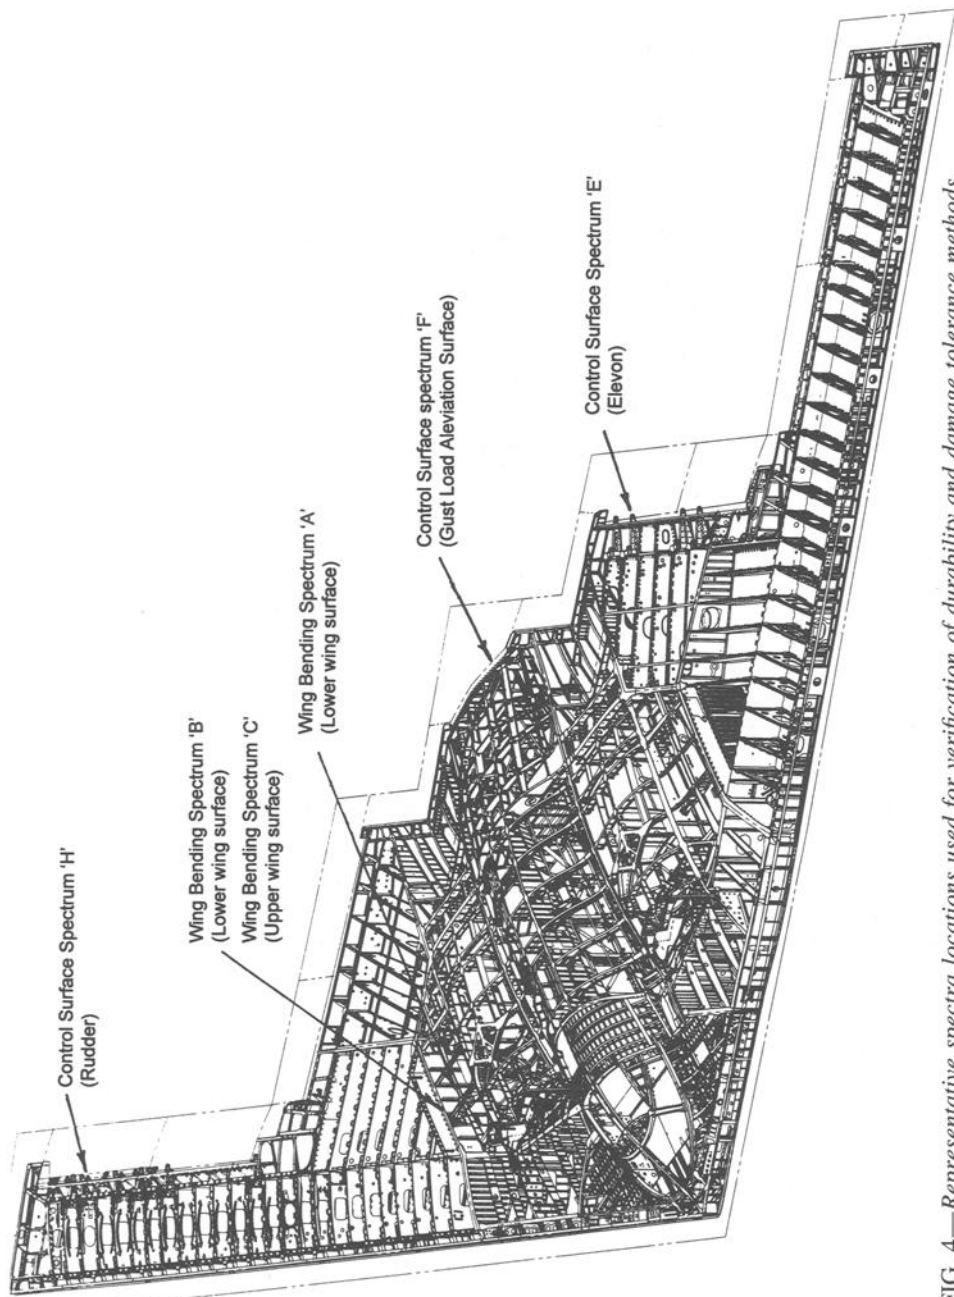 Control Surface Spectrum 'H'
(Rudder)
Wing Bending Spectrum 'B'
(Lower wing surface)
Wing Bending Spectrum 'C'
(Upper wing surface)
Wing Bending Spectrum 'A'
(Lower wing surface)
Control Surface spectrum 'F'
(Gust Load Aleviation Surface)
Control Surface Spectrum 'E'
(Elevon)
FIG. 4—Representative spectra locations used for verification of durability and damage tolerance methods